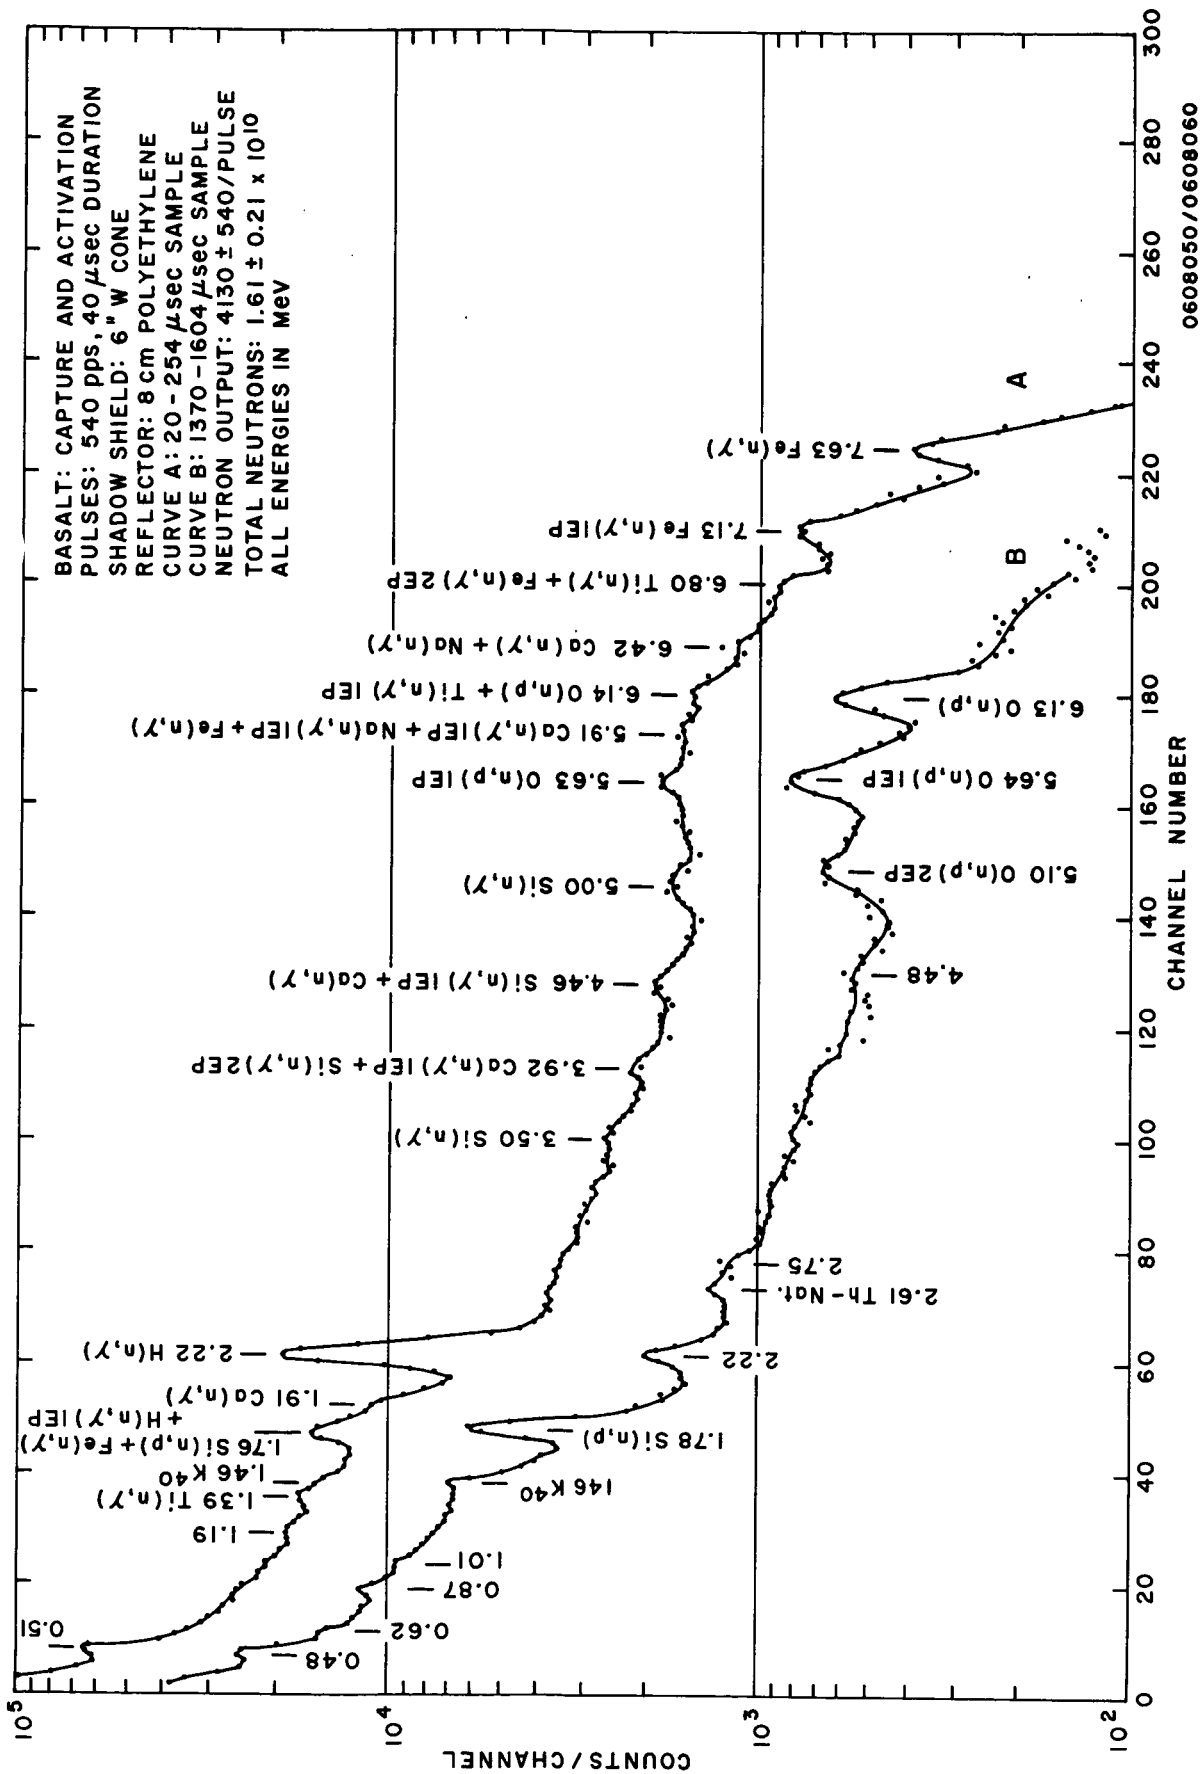 BASALT: CAPTURE AND ACTIVATION
PULSES: 540 pps, 40 μsec DURATION
SHADOW SHIELD: 6" W CONE
REFLECTOR: 8 cm POLYETHYLENE
CURVE A: 20-254 μsec SAMPLE
CURVE B: 1370-1604 μsec SAMPLE
NEUTRON OUTPUT: 4130 ± 540/PULSE
TOTAL NEUTRONS: 1.61 ± 0.21 x 10^10
ALL ENERGIES IN MeV
0.51
1.19
1.39 Ti(n,γ)
1.46 K40
1.76 Si(n,p) + Fe(n,γ)
+ H(n,γ) 1EP
1.91 Ca(n,γ)
2.22 H(n,γ)
3.50 Si(n,γ)
3.92 Ca(n,γ) 1EP + Si(n,γ) 2EP
4.46 Si(n,γ) 1EP + Ca(n,γ)
5.00 Si(n,γ)
5.63 O(n,p) 1EP
5.91 Ca(n,γ) 1EP + Na(n,γ) 1EP + Fe(n,γ)
6.14 O(n,p) + Ti(n,γ) 1EP
6.42 Ca(n,γ) + Na(n,γ)
6.80 Ti(n,γ) + Fe(n,γ) 2EP
7.13 Fe(n,γ) 1EP
7.63 Fe(n,γ)
A
0.48
0.62
0.87
1.01
146 K40
1.78 Si(n,p)
2.22
2.61 Th-Nat.
2.75
4.48
5.10 O(n,p) 2EP
5.64 O(n,p) 1EP
6.13 O(n,p)
B
10^5
10^4
10^3
10^2
COUNTS/CHANNEL
0 20 40 60 80 100 120 140 160 180 200 220 240 260 280 300
CHANNEL NUMBER
0608050/0608060